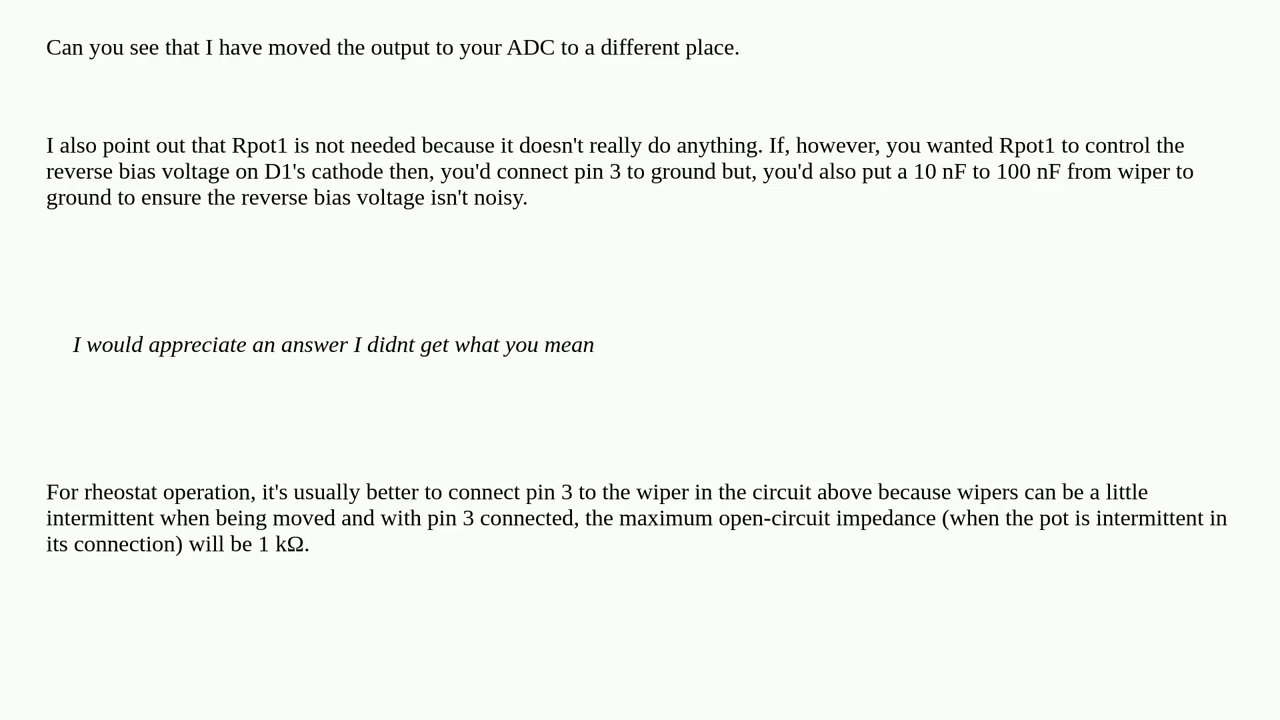 Can you see that I have moved the output to your ADC to a different place.
I also point out that Rpot1 is not needed because it doesn't really do anything. If, however, you wanted Rpot1 to control the
reverse bias voltage on D1's cathode then, you'd connect pin 3 to ground but, you'd also put a 10 nF to 100 nF from wiper to
ground to ensure the reverse bias voltage isn't noisy.
I would appreciate an answer I didnt get what you mean
For rheostat operation, it's usually better to connect pin 3 to the wiper in the circuit above because wipers can be a little
intermittent when being moved and with pin 3 connected, the maximum open-circuit impedance (when the pot is intermittent in
its connection) will be 1 kΩ.